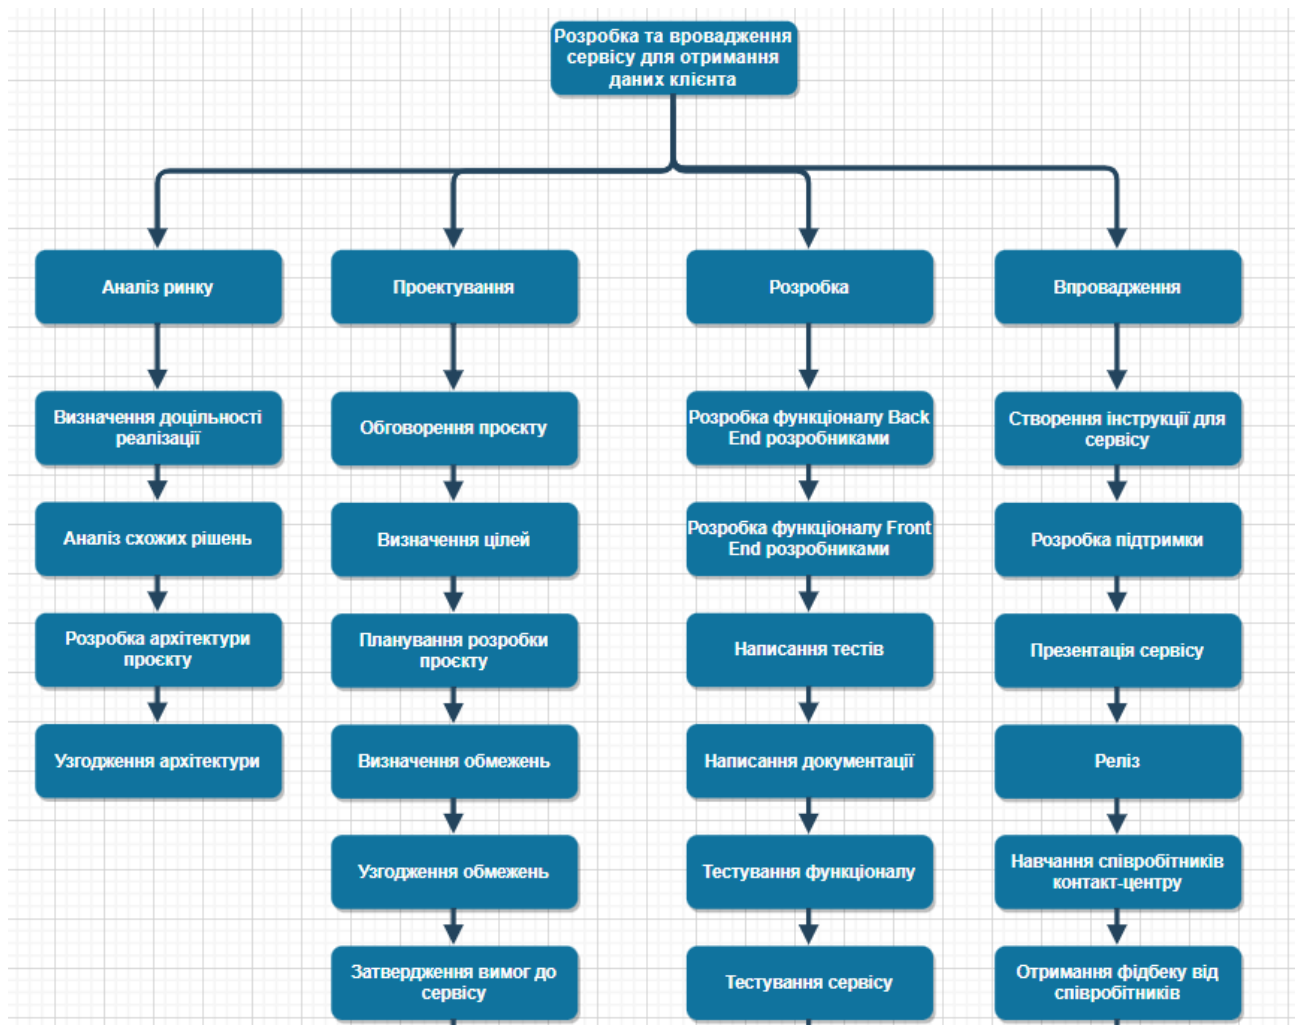 Розробка та вровадження
сервісу для отримання
даних клієнта
Аналіз ринку
Проектування
Розробка
Впровадження
Визначення доцільності
реалізації
Обговорення проєкту
Розробка функціоналу Back
End розробниками
Створення інструкції для
сервісу
Аналіз схожих рішень
Визначення цілей
Розробка функціоналу Front
End розробниками
Розробка підтримки
Розробка архітектури
проєкту
Планування розробки
проєкту
Написання тестів
Презентація сервісу
Узгодження архітектури
Визначення обмежень
Написання документації
Реліз
Узгодження обмежень
Тестування функціоналу
Навчання співробітників
контакт-центру
Затвердження вимог до
сервісу
Тестування сервісу
Отримання фідбеку від
співробітників